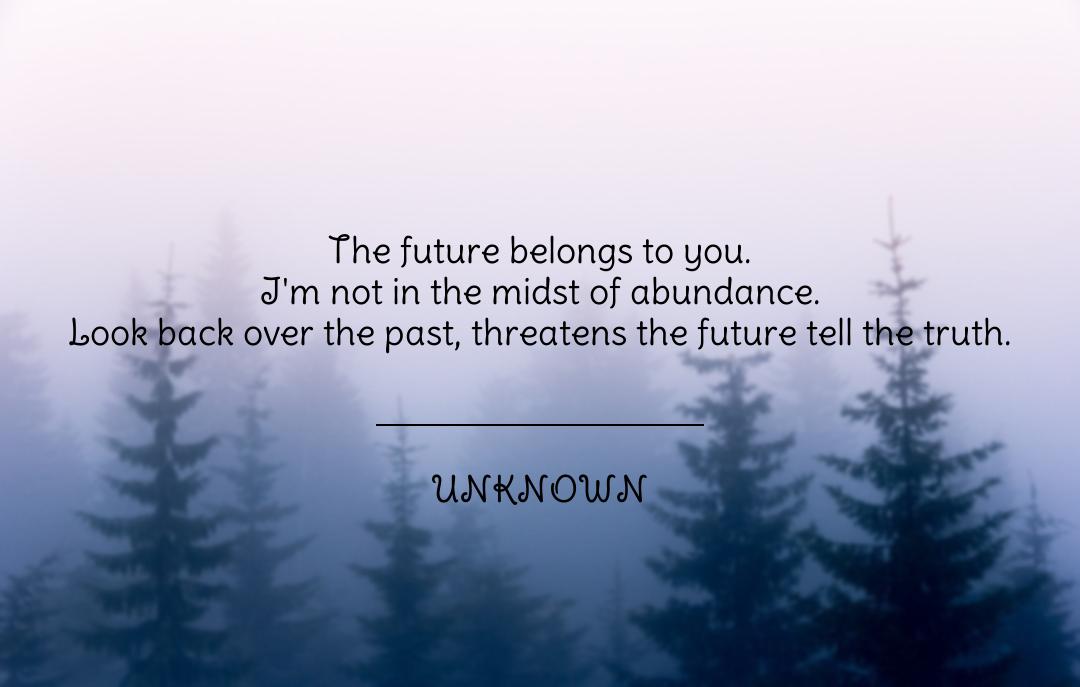 The future belongs to you.
I'm not in the midst of abundance.
Look back over the past, threatens the future tell the truth.
UNKNOWN